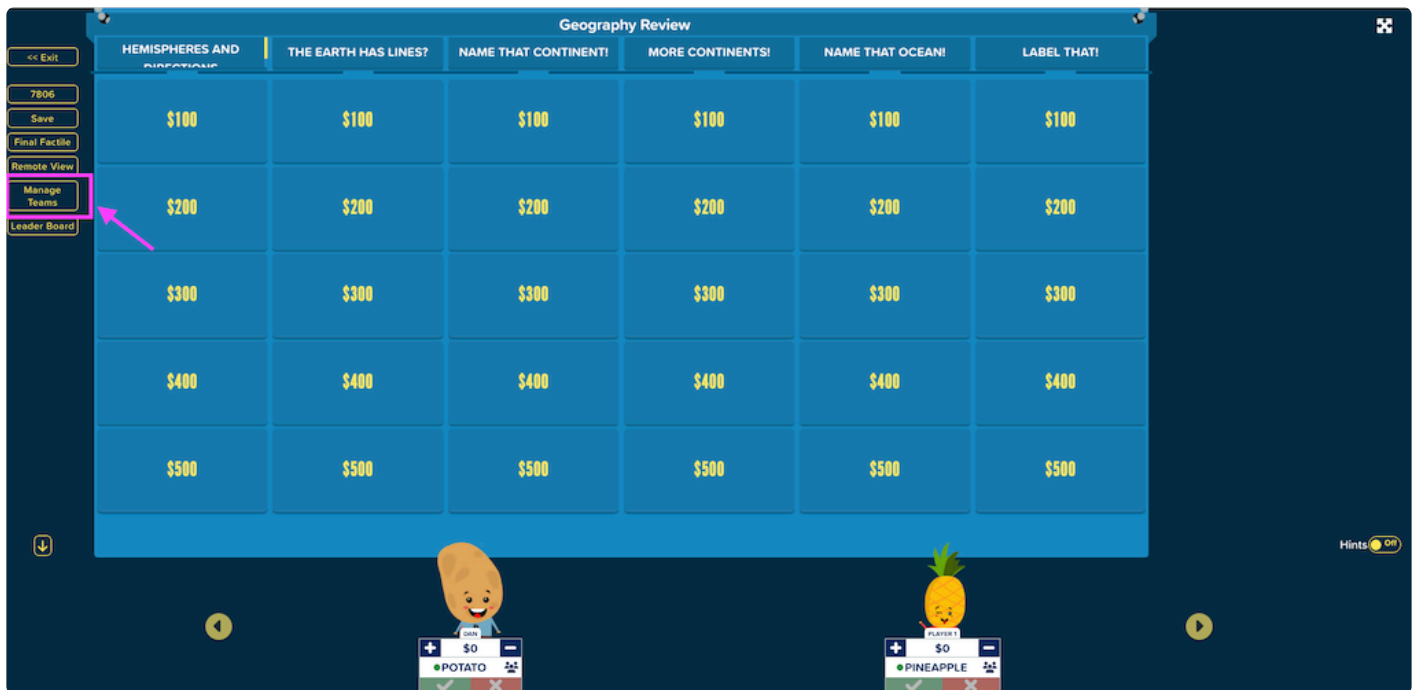 Geography Review
<< Exit
7806
Save
Final Factile
Remote View
Manage
Teams
Leader Board
HEMISPHERES AND
DIRECTIONS
THE EARTH HAS LINES?
NAME THAT CONTINENT!
MORE CONTINENTS!
NAME THAT OCEAN!
LABEL THAT!
$100 $100 $100 $100 $100 $100
$200 $200 $200 $200 $200 $200
$300 $300 $300 $300 $300 $300
$400 $400 $400 $400 $400 $400
$500 $500 $500 $500 $500 $500
Hints Off
DAN
$0
POTATO
PLAYER 1
$0
PINEAPPLE